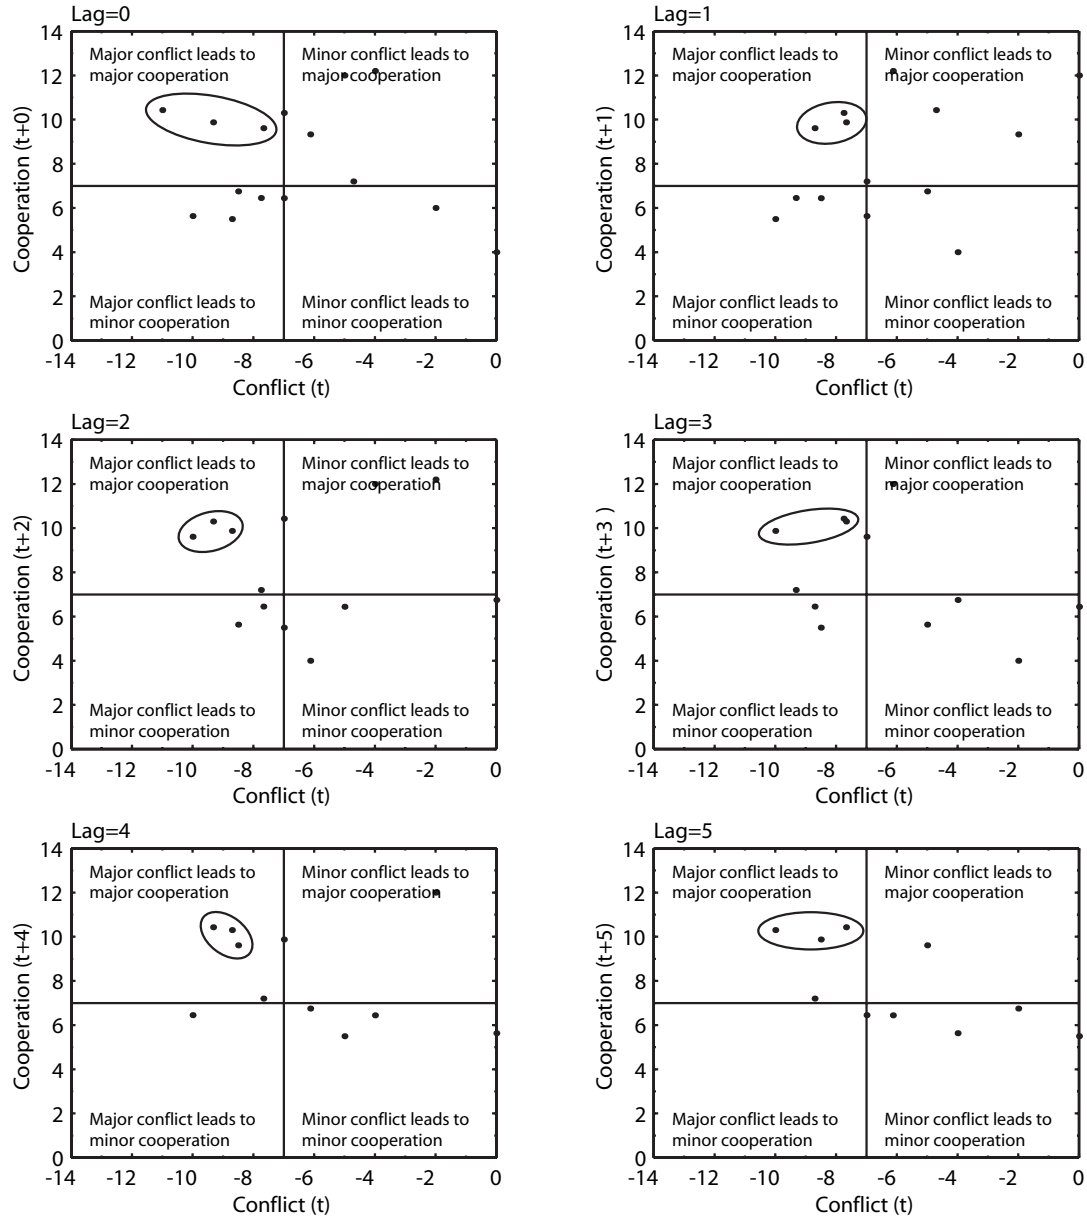 Lag=0
Major conflict leads to
major cooperation
Minor conflict leads to
major cooperation
Major conflict leads to
minor cooperation
Minor conflict leads to
minor cooperation
14
12
10
8
6
4
2
0
-14
-12
-10
-8
-6
-4
-2
0
Cooperation (t+0)
Conflict (t)
Lag=1
Major conflict leads to
major cooperation
Minor conflict leads to
major cooperation
Major conflict leads to
minor cooperation
Minor conflict leads to
minor cooperation
14
12
10
8
6
4
2
0
-14
-12
-10
-8
-6
-4
-2
0
Cooperation (t+1)
Conflict (t)
Lag=2
Major conflict leads to
major cooperation
Minor conflict leads to
major cooperation
Major conflict leads to
minor cooperation
Minor conflict leads to
minor cooperation
14
12
10
8
6
4
2
0
-14
-12
-10
-8
-6
-4
-2
0
Cooperation (t+2)
Conflict (t)
Lag=3
Major conflict leads to
major cooperation
Minor conflict leads to
major cooperation
Major conflict leads to
minor cooperation
Minor conflict leads to
minor cooperation
14
12
10
8
6
4
2
0
-14
-12
-10
-8
-6
-4
-2
0
Cooperation (t+3 )
Conflict (t)
Lag=4
Major conflict leads to
major cooperation
Minor conflict leads to
major cooperation
Major conflict leads to
minor cooperation
Minor conflict leads to
minor cooperation
14
12
10
8
6
4
2
0
-14
-12
-10
-8
-6
-4
-2
0
Cooperation (t+4)
Conflict (t)
Lag=5
Major conflict leads to
major cooperation
Minor conflict leads to
major cooperation
Major conflict leads to
minor cooperation
Minor conflict leads to
minor cooperation
14
12
10
8
6
4
2
0
-14
-12
-10
-8
-6
-4
-2
0
Cooperation (t+5)
Conflict (t)